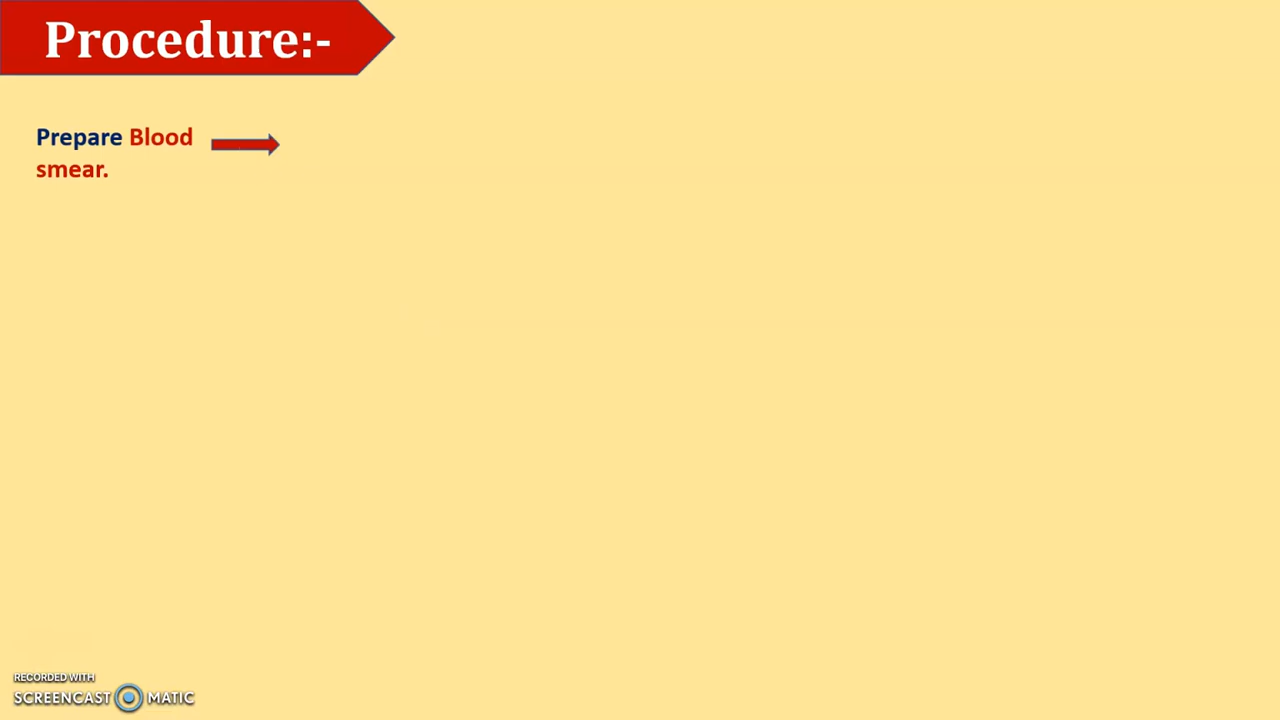 Procedure:-
Prepare Blood
smear.
RECORDED WITH
SCREENCAST MATIC